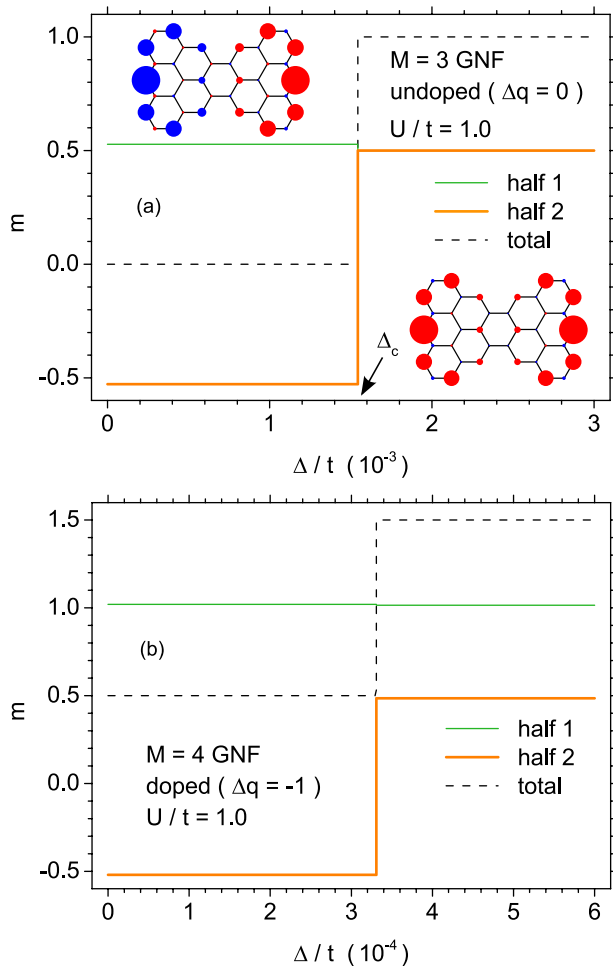 1.0
M = 3 GNF
undoped ( Δq = 0 )
U / t = 1.0
0.5
(a)
half 1
half 2
total
m
0.0
Δc
-0.5
0 1 2 3
Δ / t ( 10-3)
1.5
1.0
(b)
m
0.5
M = 4 GNF
doped ( Δq = -1 )
U / t = 1.0
half 1
half 2
total
0.0
-0.5
0 1 2 3 4 5 6
Δ / t ( 10-4)